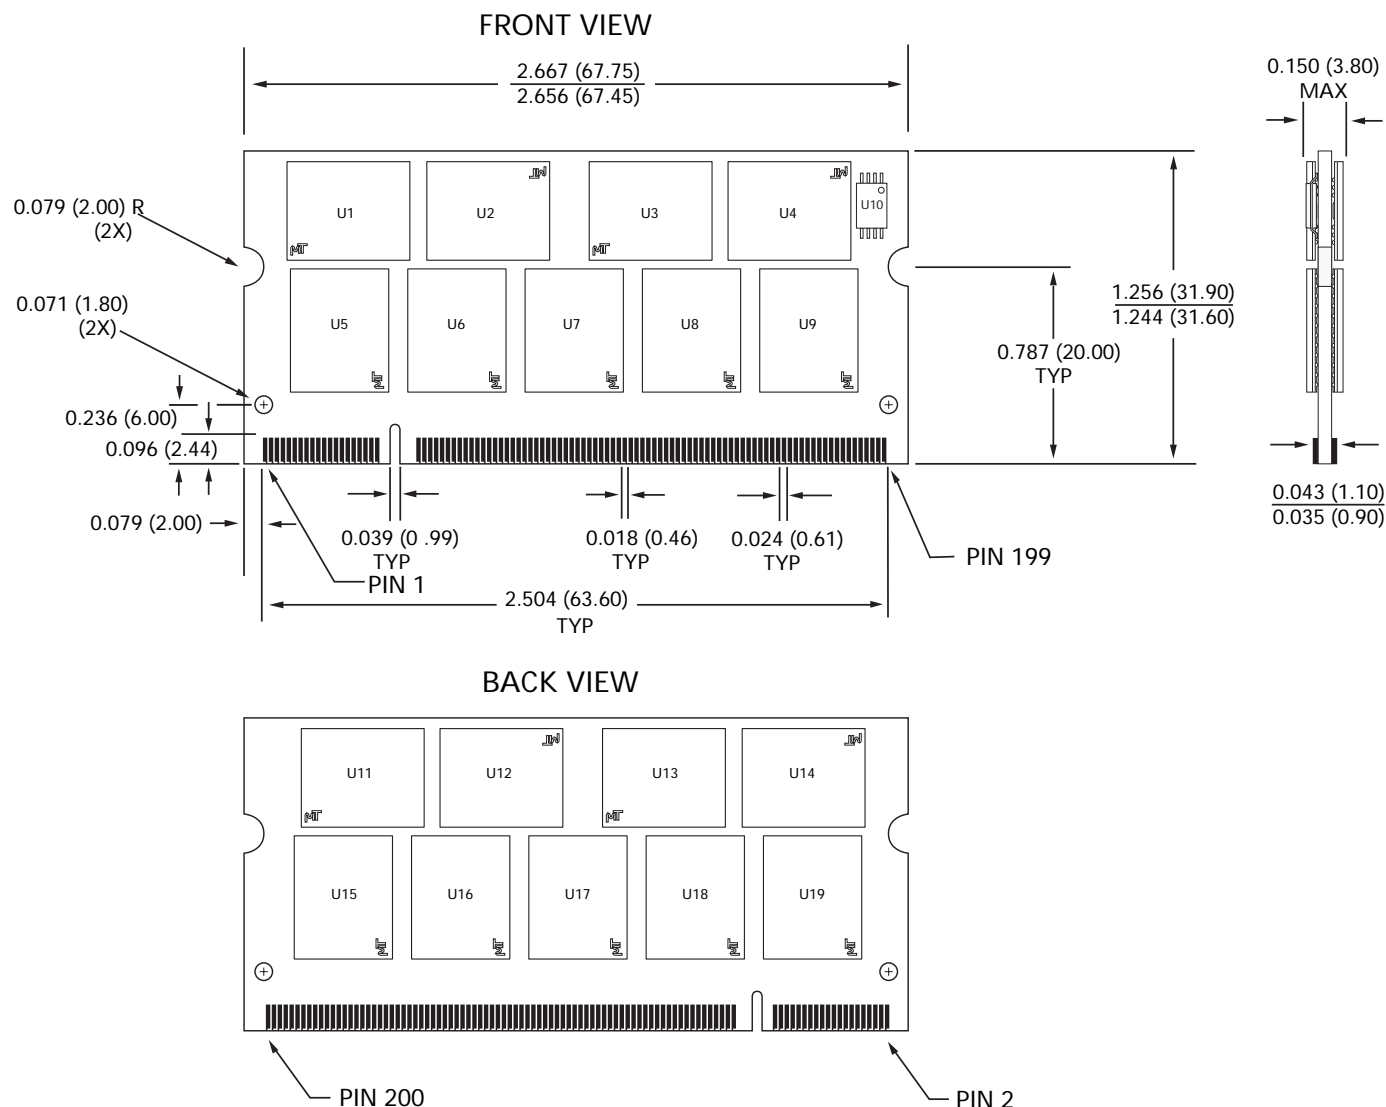 FRONT VIEW
2.667 (67.75)
2.656 (67.45)
0.150 (3.80)
MAX
0.079 (2.00) R
(2X)
U1
U2
U3
U4
U10
0.071 (1.80)
(2X)
U5
U6
U7
U8
U9
1.256 (31.90)
1.244 (31.60)
0.787 (20.00)
TYP
0.236 (6.00)
0.096 (2.44)
0.079 (2.00)
0.039 (0 .99)
TYP
0.018 (0.46)
TYP
0.024 (0.61)
TYP
0.043 (1.10)
0.035 (0.90)
PIN 1
PIN 199
2.504 (63.60)
TYP
BACK VIEW
U11
U12
U13
U14
U15
U16
U17
U18
U19
PIN 200
PIN 2